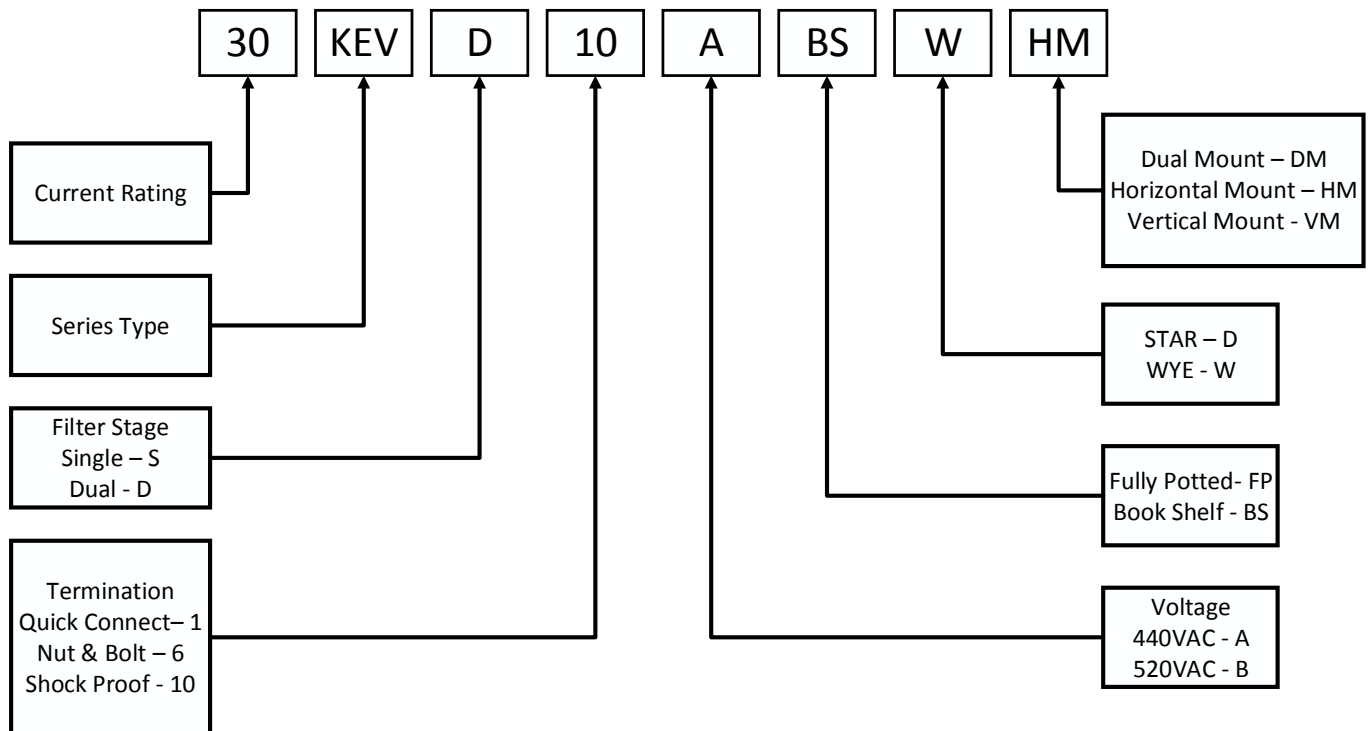 30 KEV D 10 A BS W HM
Current Rating
Series Type
Filter Stage
Single – S
Dual - D
Termination
Quick Connect– 1
Nut & Bolt – 6
Shock Proof - 10
Dual Mount – DM
Horizontal Mount – HM
Vertical Mount - VM
STAR – D
WYE - W
Fully Potted- FP
Book Shelf - BS
Voltage
440VAC - A
520VAC - B